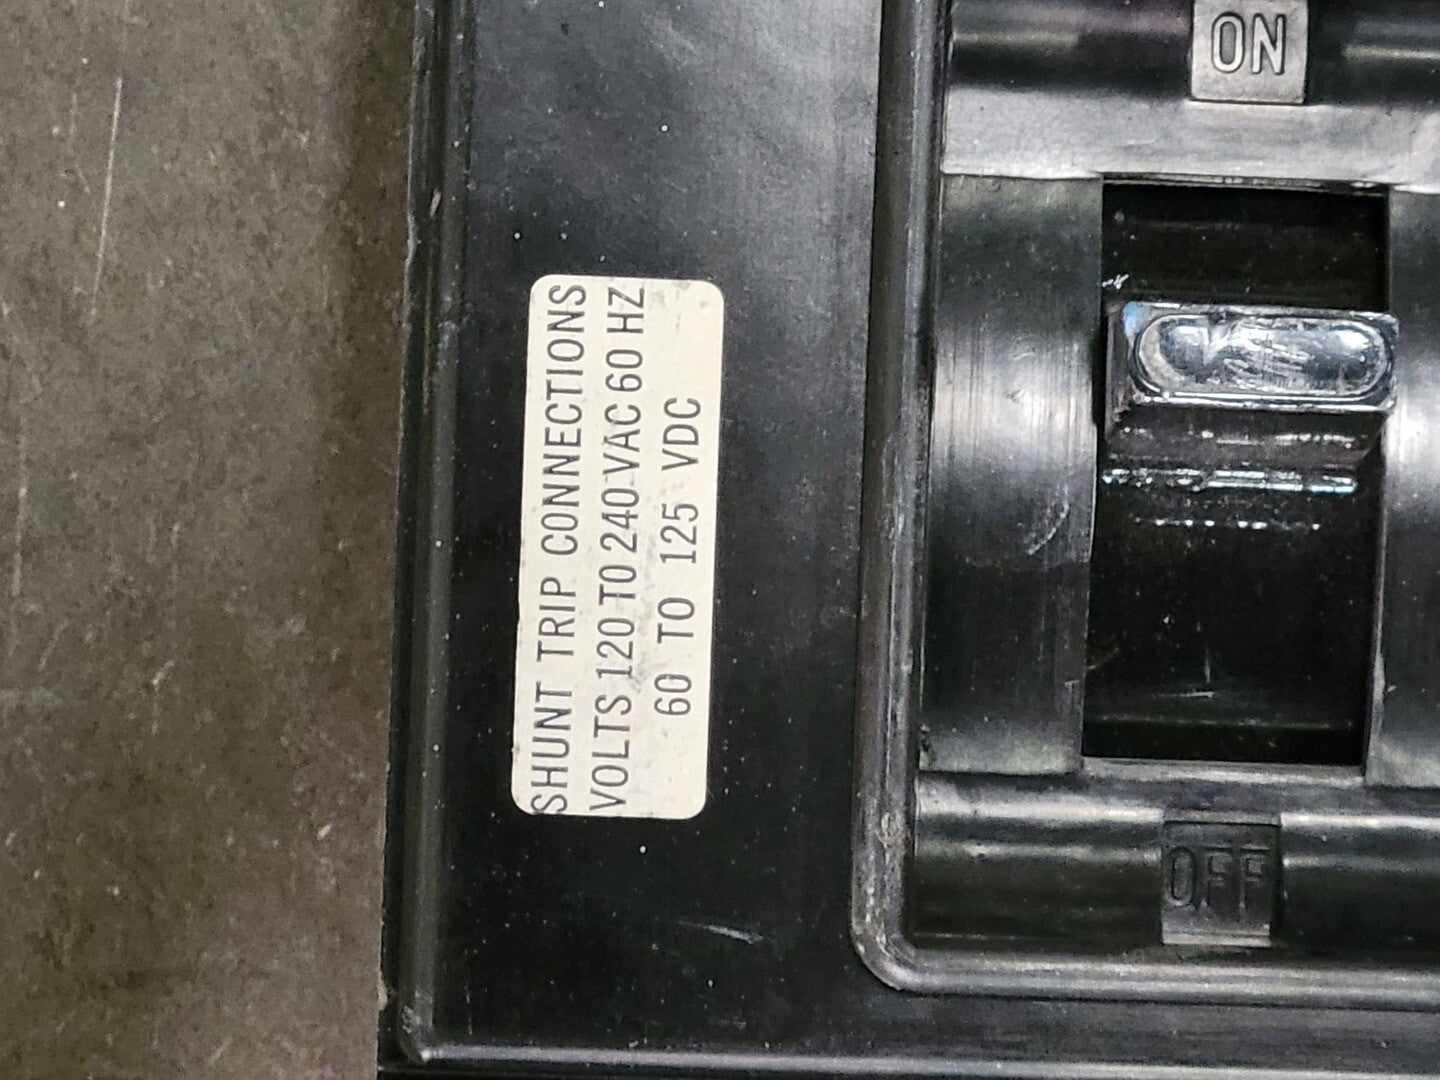 ON
SHUNT TRIP CONNECTIONS
VOLTS 120 TO 240 VAC 60 HZ
60 TO 125 VDC
OFF